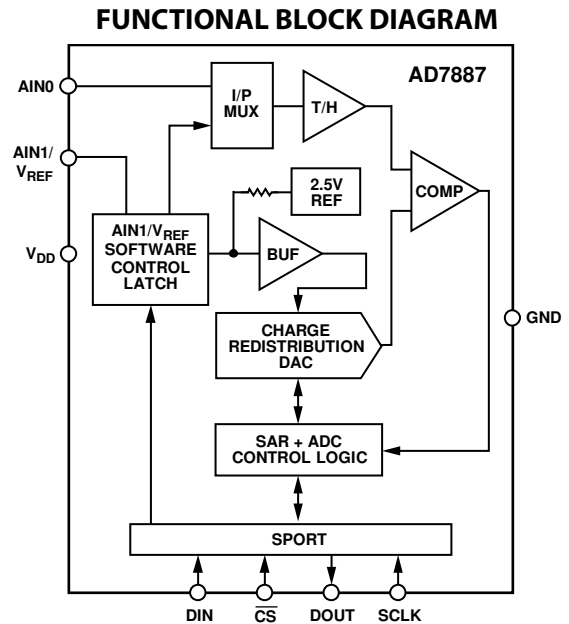 FUNCTIONAL BLOCK DIAGRAM
AD7887
AIN0
I/P
MUX
T/H
AIN1/
VREF
2.5V
REF
COMP
AIN1/VREF
SOFTWARE
CONTROL
LATCH
VDD
BUF
GND
CHARGE
REDISTRIBUTION
DAC
SAR + ADC
CONTROL LOGIC
SPORT
DIN
CS
DOUT
SCLK